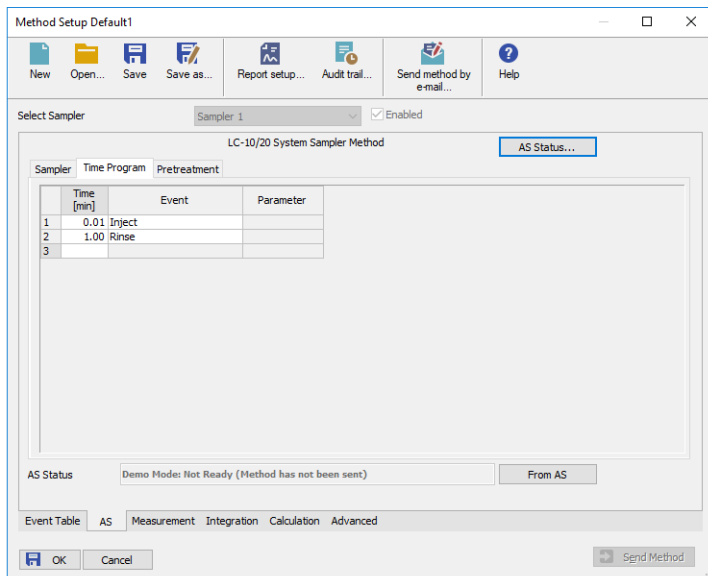 Method Setup Default1
New Open... Save Save as... Report setup... Audit trail... Send method by e-mail... Help
Select Sampler Sampler 1 Enabled
LC-10/20 System Sampler Method AS Status...
Sampler Time Program Pretreatment
Time [min] Event Parameter
1 0.01 Inject
2 1.00 Rinse
3
AS Status Demo Mode: Not Ready (Method has not been sent) From AS
Event Table AS Measurement Integration Calculation Advanced
OK Cancel Send Method